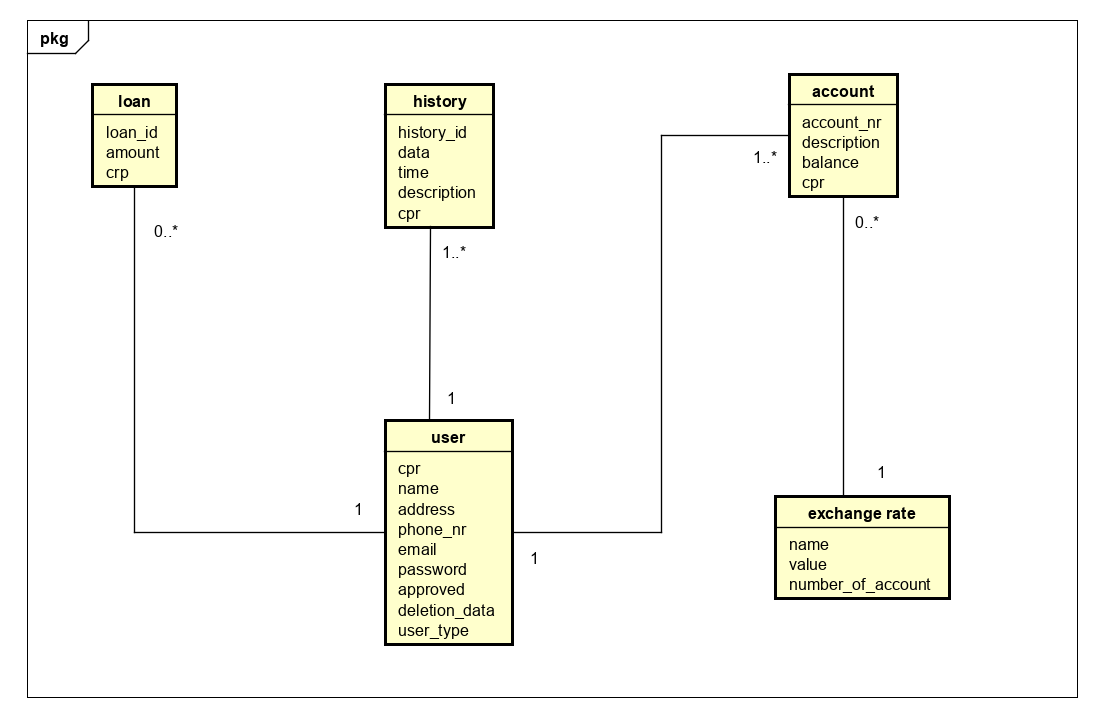 pkg
loan
loan_id
amount
crp
0..*
history
history_id
data
time
description
cpr
1..*
account
account_nr
description
balance
cpr
1..*
0..*
1
user
cpr
name
address
phone_nr
email
password
approved
deletion_data
user_type
1
1
1
exchange rate
name
value
number_of_account